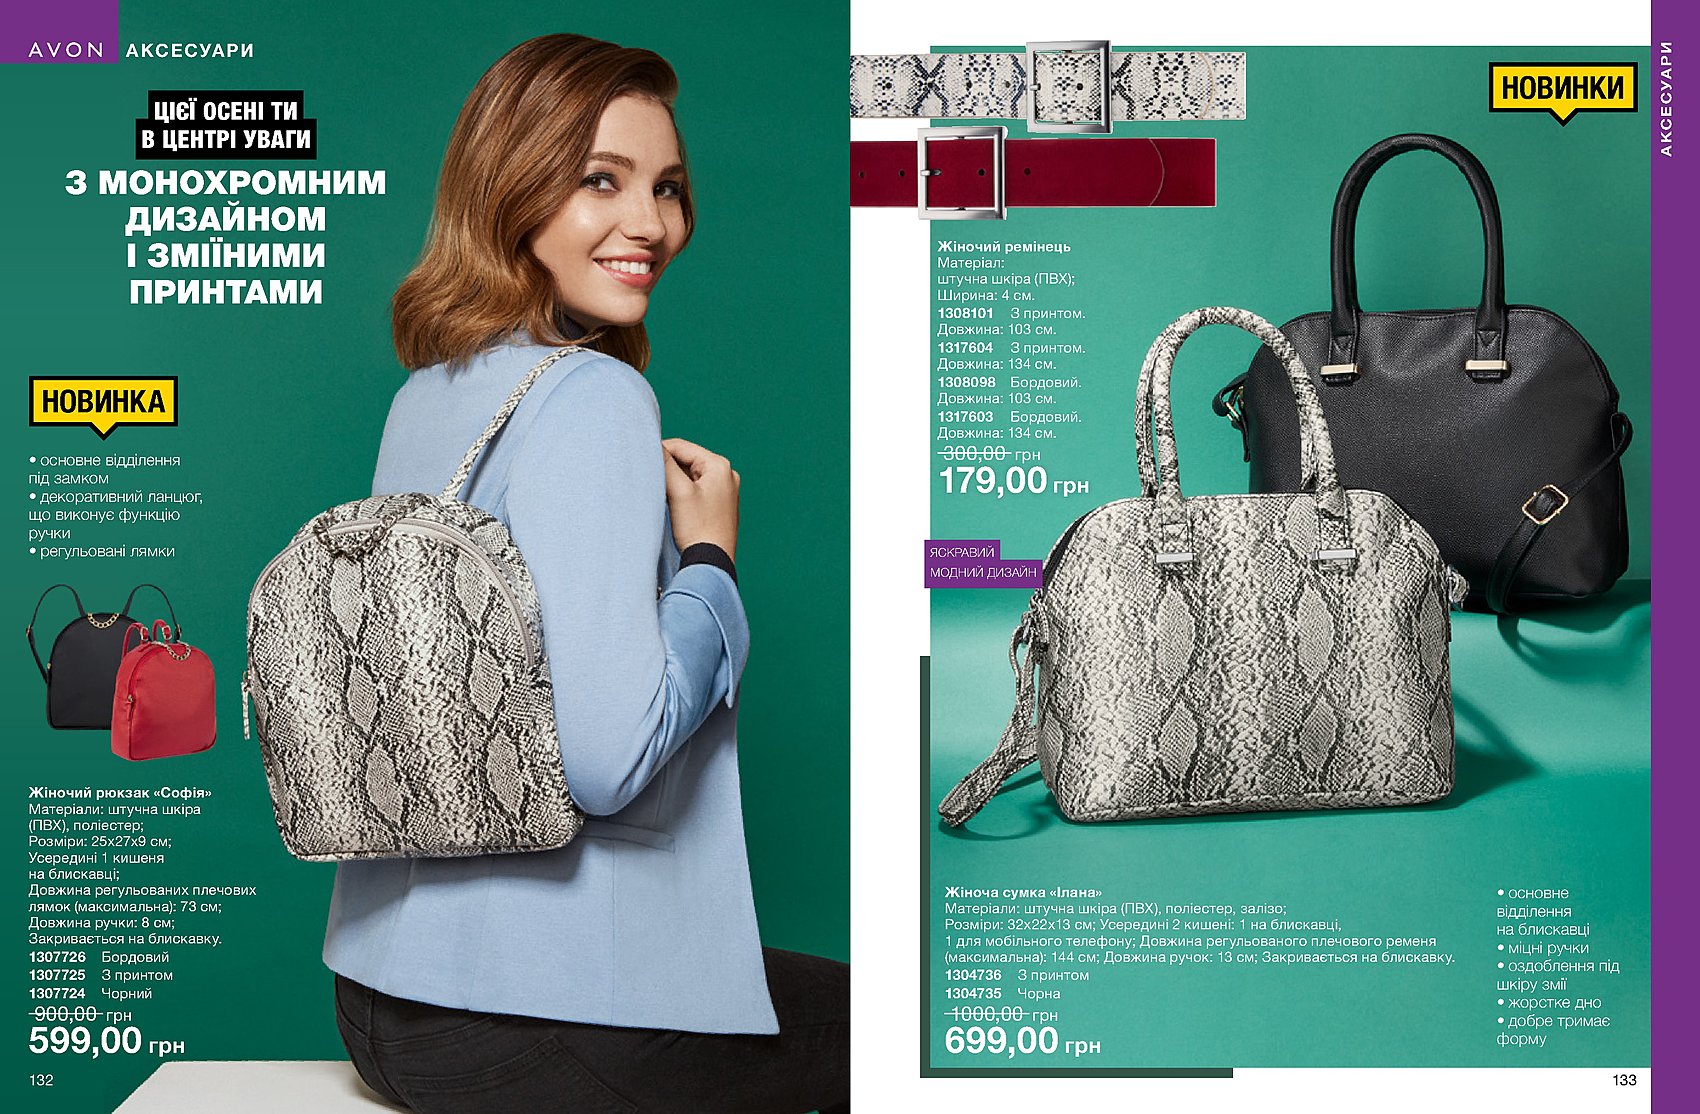 AVON АКСЕСУАРИ
ЦІЄЇ ОСЕНІ ТИ
В ЦЕНТРІ УВАГИ
З МОНОХРОМНИМ
ДИЗАЙНОМ
І ЗМІЇНИМИ
ПРИНТАМИ
НОВИНКА
• основне відділення
під замком
• декоративний ланцюг,
що виконує функцію
ручки
• регульовані лямки
Жіночий рюкзак «Софія»
Матеріали: штучна шкіра
(ПВХ), поліестер;
Розміри: 25x27x9 см;
Усередині 1 кишеня
на блискавці;
Довжина регульованих плечових
лямок (максимальна): 73 см;
Довжина ручки: 8 см;
Закривається на блискавку.
1307726 Бордовий
1307725 З принтом
1307724 Чорний
900,00 грн
599,00 грн
132
АКСЕСУАРИ
НОВИНКИ
Жіночий ремінець
Матеріал:
штучна шкіра (ПВХ);
Ширина: 4 см.
1308101 З принтом.
Довжина: 103 см.
1317604 З принтом.
Довжина: 134 см.
1308098 Бордовий.
Довжина: 103 см.
1317603 Бордовий.
Довжина: 134 см.
300,00 грн
179,00 грн
ЯСКРАВИЙ
МОДНИЙ ДИЗАЙН
Жіноча сумка «Ілана»
Матеріали: штучна шкіра (ПВХ), поліестер, залізо;
Розміри: 32x22x13 см; Усередині 2 кишені: 1 на блискавці,
1 для мобільного телефону; Довжина регульованого плечового ременя
(максимальна): 144 см; Довжина ручок: 13 см; Закривається на блискавку.
1304736 З принтом
1304735 Чорна
1000,00 грн
699,00 грн
• основне
відділення
на блискавці
• міцні ручки
• оздоблення під
шкіру змії
• жорстке дно
• добре тримає
форму
133